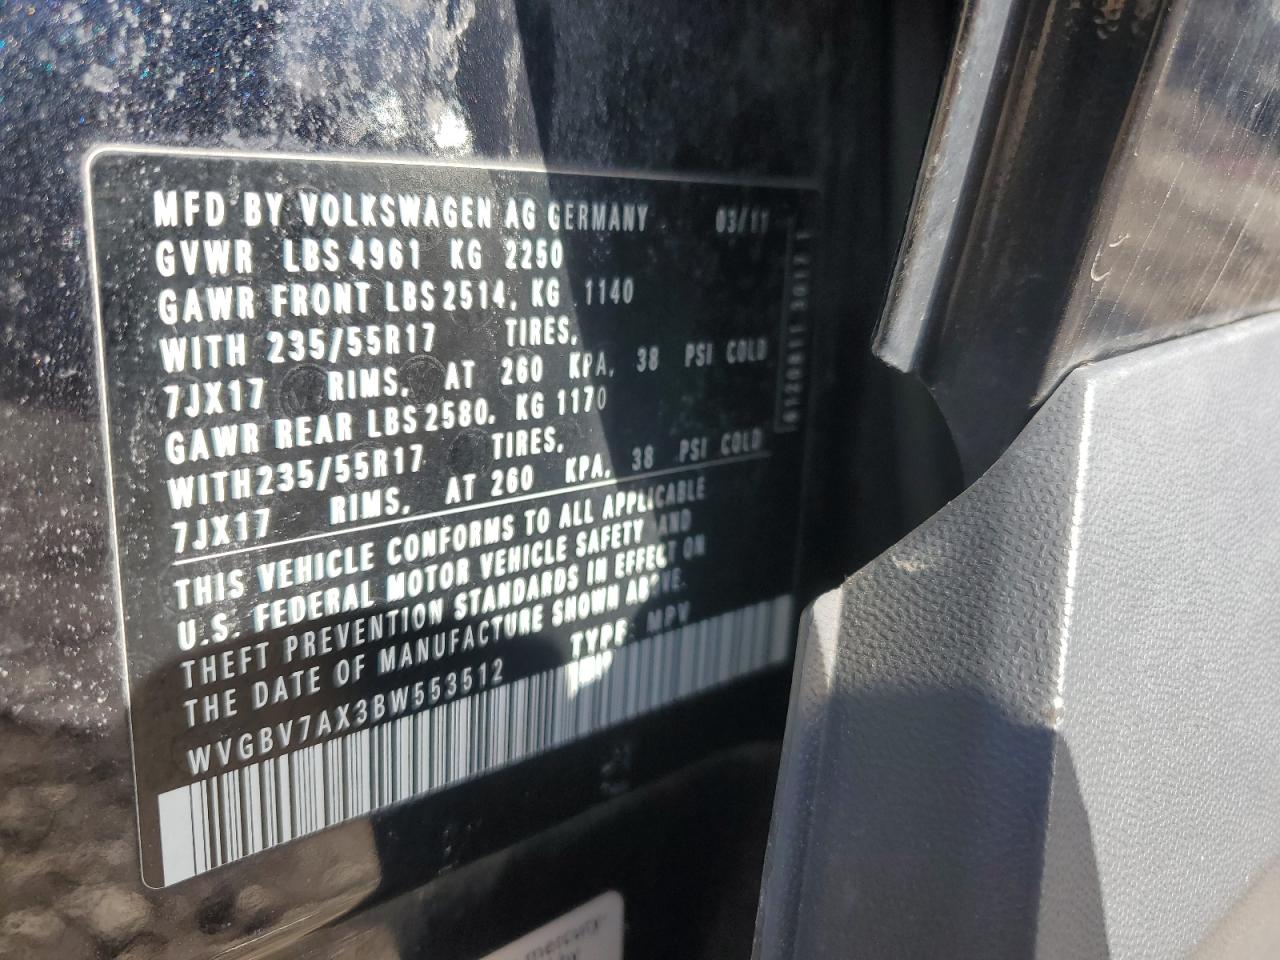 MFD BY VOLKSWAGEN AG GERMANY 03/11
GVWR LBS 4961 KG 2250
GAWR FRONT LBS 2514, KG 1140
WITH 235/55R17 TIRES,
7JX17 RIMS, AT 260 KPA, 38 PSI COLD
GAWR REAR LBS 2580, KG 1170
WITH 235/55R17 TIRES,
7JX17 RIMS, AT 260 KPA, 38 PSI COLD
THIS VEHICLE CONFORMS TO ALL APPLICABLE
U.S. FEDERAL MOTOR VEHICLE SAFETY AND
THEFT PREVENTION STANDARDS IN EFFECT ON
THE DATE OF MANUFACTURE SHOWN ABOVE.
WVGBV7AX3BW553512 TYPE: MPV
mercury